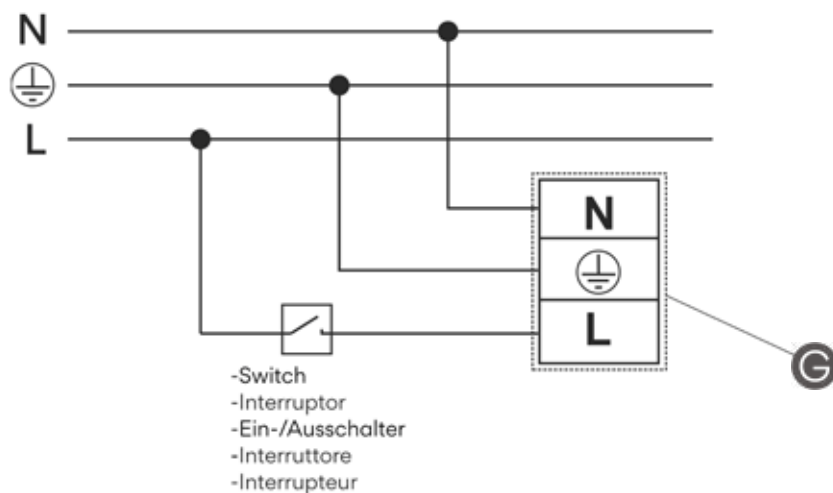 N
L
N
L
G
-Switch
-Interruptor
-Ein-/Ausschalter
-Interruttore
-Interrupteur